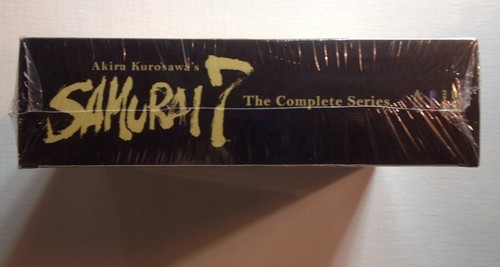 Akira Kurosawa's
SAMURAI 7
The Complete Series